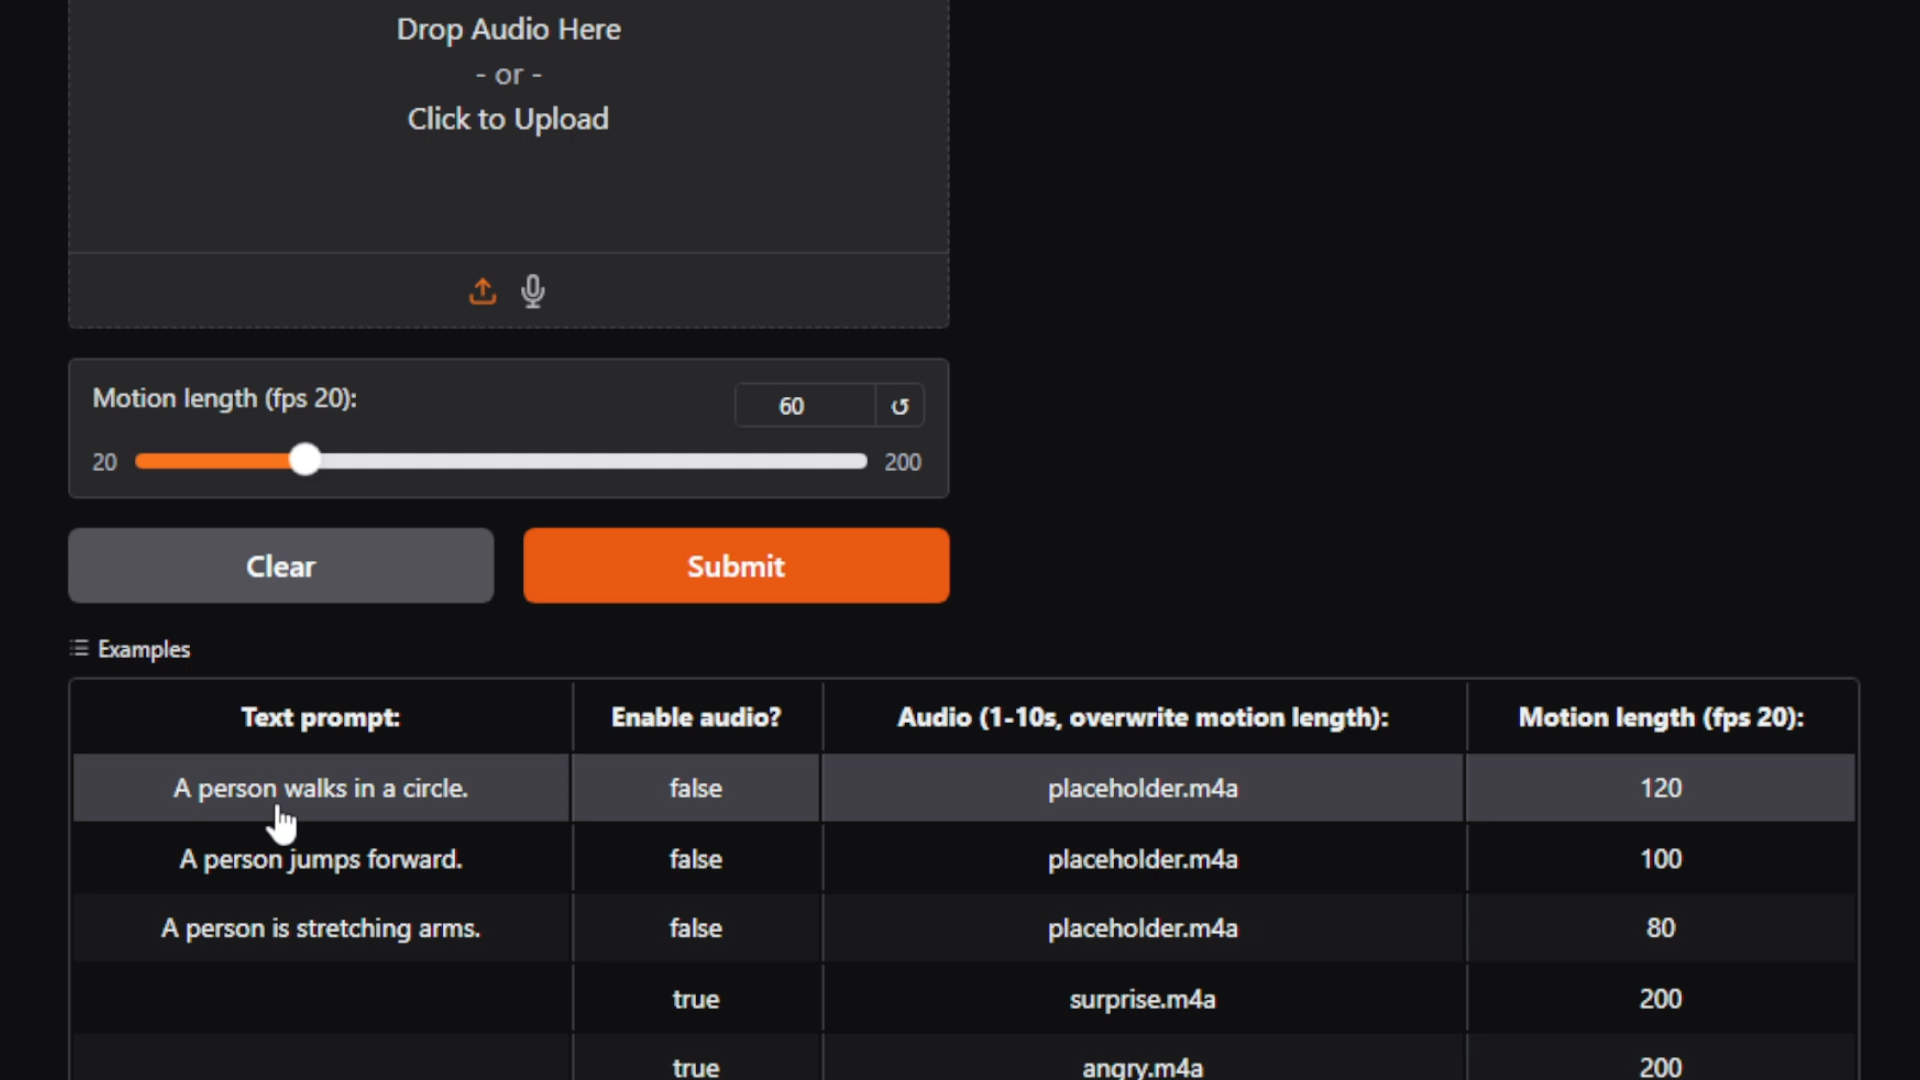 Drop Audio Here
- or -
Click to Upload
Motion length (fps 20):
60
20
200
Clear
Submit
Examples
Text prompt: Enable audio? Audio (1-10s, overwrite motion length): Motion length (fps 20):
A person walks in a circle. false placeholder.m4a 120
A person jumps forward. false placeholder.m4a 100
A person is stretching arms. false placeholder.m4a 80
true surprise.m4a 200
true angry.m4a 200